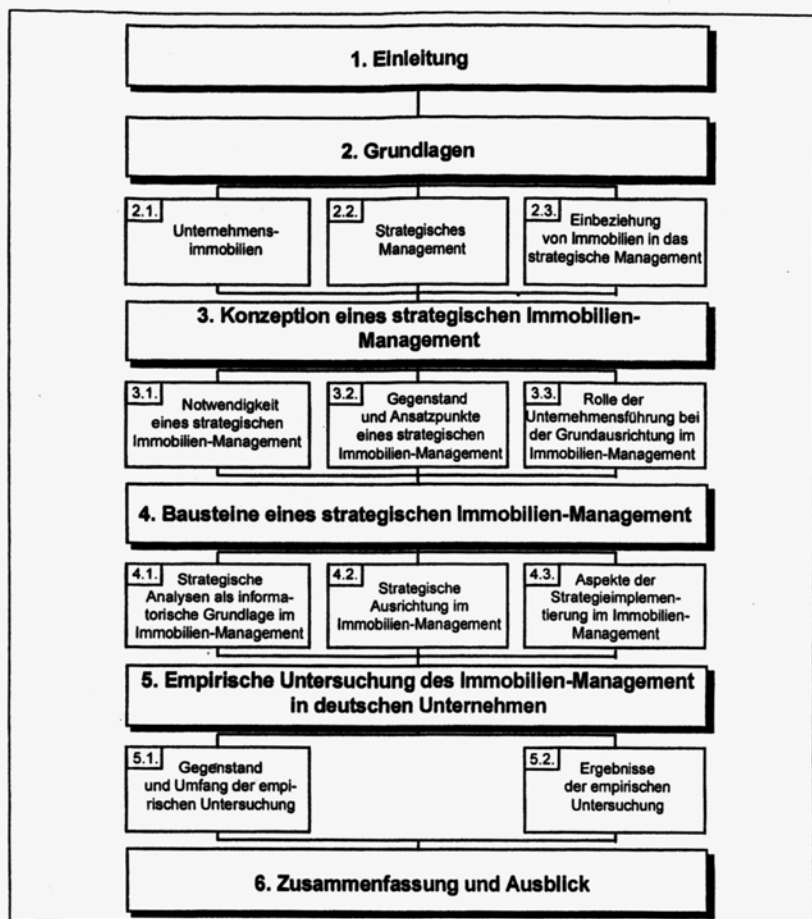 1. Einleitung
2. Grundlagen
2.1.
Unternehmens-
immobilien
2.2.
Strategisches
Management
2.3.
Einbeziehung
von Immobilien in das
strategische Management
3. Konzeption eines strategischen Immobilien-
Management
3.1.
Notwendigkeit
eines strategischen
Immobilien-Management
3.2.
Gegenstand
und Ansatzpunkte
eines strategischen
Immobilien-Management
3.3.
Rolle der
Unternehmensführung bei
der Grundausrichtung im
Immobilien-Management
4. Bausteine eines strategischen Immobilien-Management
4.1.
Strategische
Analysen als informa-
torische Grundlage im
Immobilien-Management
4.2.
Strategische
Ausrichtung im
Immobilien-Management
4.3.
Aspekte der
Strategieimplemen-
tierung im Immobilien-
Management
5. Empirische Untersuchung des Immobilien-Management
in deutschen Unternehmen
5.1.
Gegenstand
und Umfang der empi-
rischen Untersuchung
5.2.
Ergebnisse
der empirischen
Untersuchung
6. Zusammenfassung und Ausblick